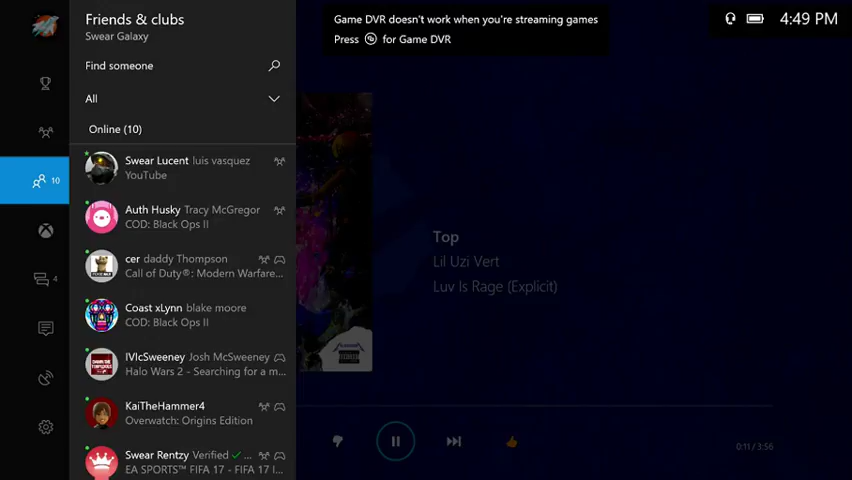 Friends & clubs
Swear Galaxy
Find someone
All
Online (10)
Swear Lucent luis vasquez
YouTube
Auth Husky Tracy McGregor
COD: Black Ops II
cer daddy Thompson
Call of Duty®: Modern Warfare...
Coast xLynn blake moore
COD: Black Ops II
IVIcSweeney Josh McSweeney
Halo Wars 2 - Searching for a m...
KaiTheHammer4
Overwatch: Origins Edition
Swear Rentzy Verified ✓ ...
EA SPORTS™ FIFA 17 - FIFA 17 I...
10
4
Game DVR doesn't work when you're streaming games
Press for Game DVR
4:49 PM
Top
Lil Uzi Vert
Luv Is Rage (Explicit)
0:11 / 3:56